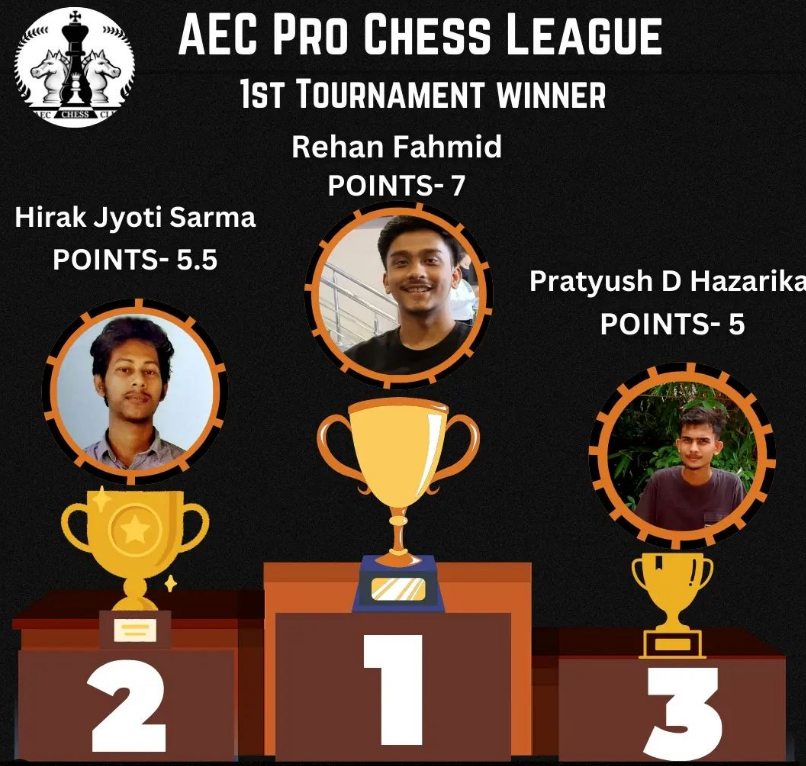 AEC PRO CHESS LEAGUE
1ST TOURNAMENT WINNER
Rehan Fahmid
POINTS- 7
Hirak Jyoti Sarma
POINTS- 5.5
Pratyush D Hazarika
POINTS- 5
CHESS
2
1
3